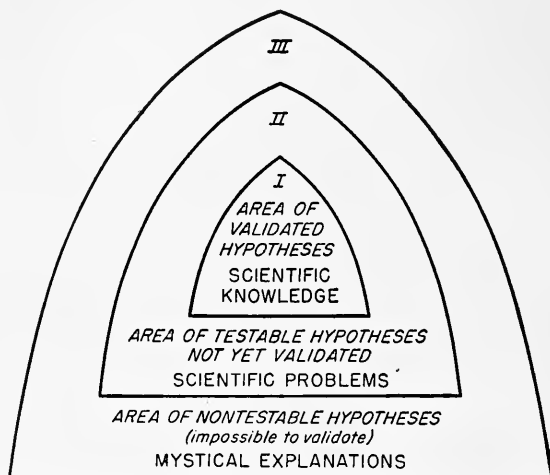 III
II
I
AREA OF
VALIDATED
HYPOTHESES
SCIENTIFIC
KNOWLEDGE
AREA OF TESTABLE HYPOTHESES
NOT YET VALIDATED
SCIENTIFIC PROBLEMS
AREA OF NONTESTABLE HYPOTHESES
(impossible to validate)
MYSTICAL EXPLANATIONS